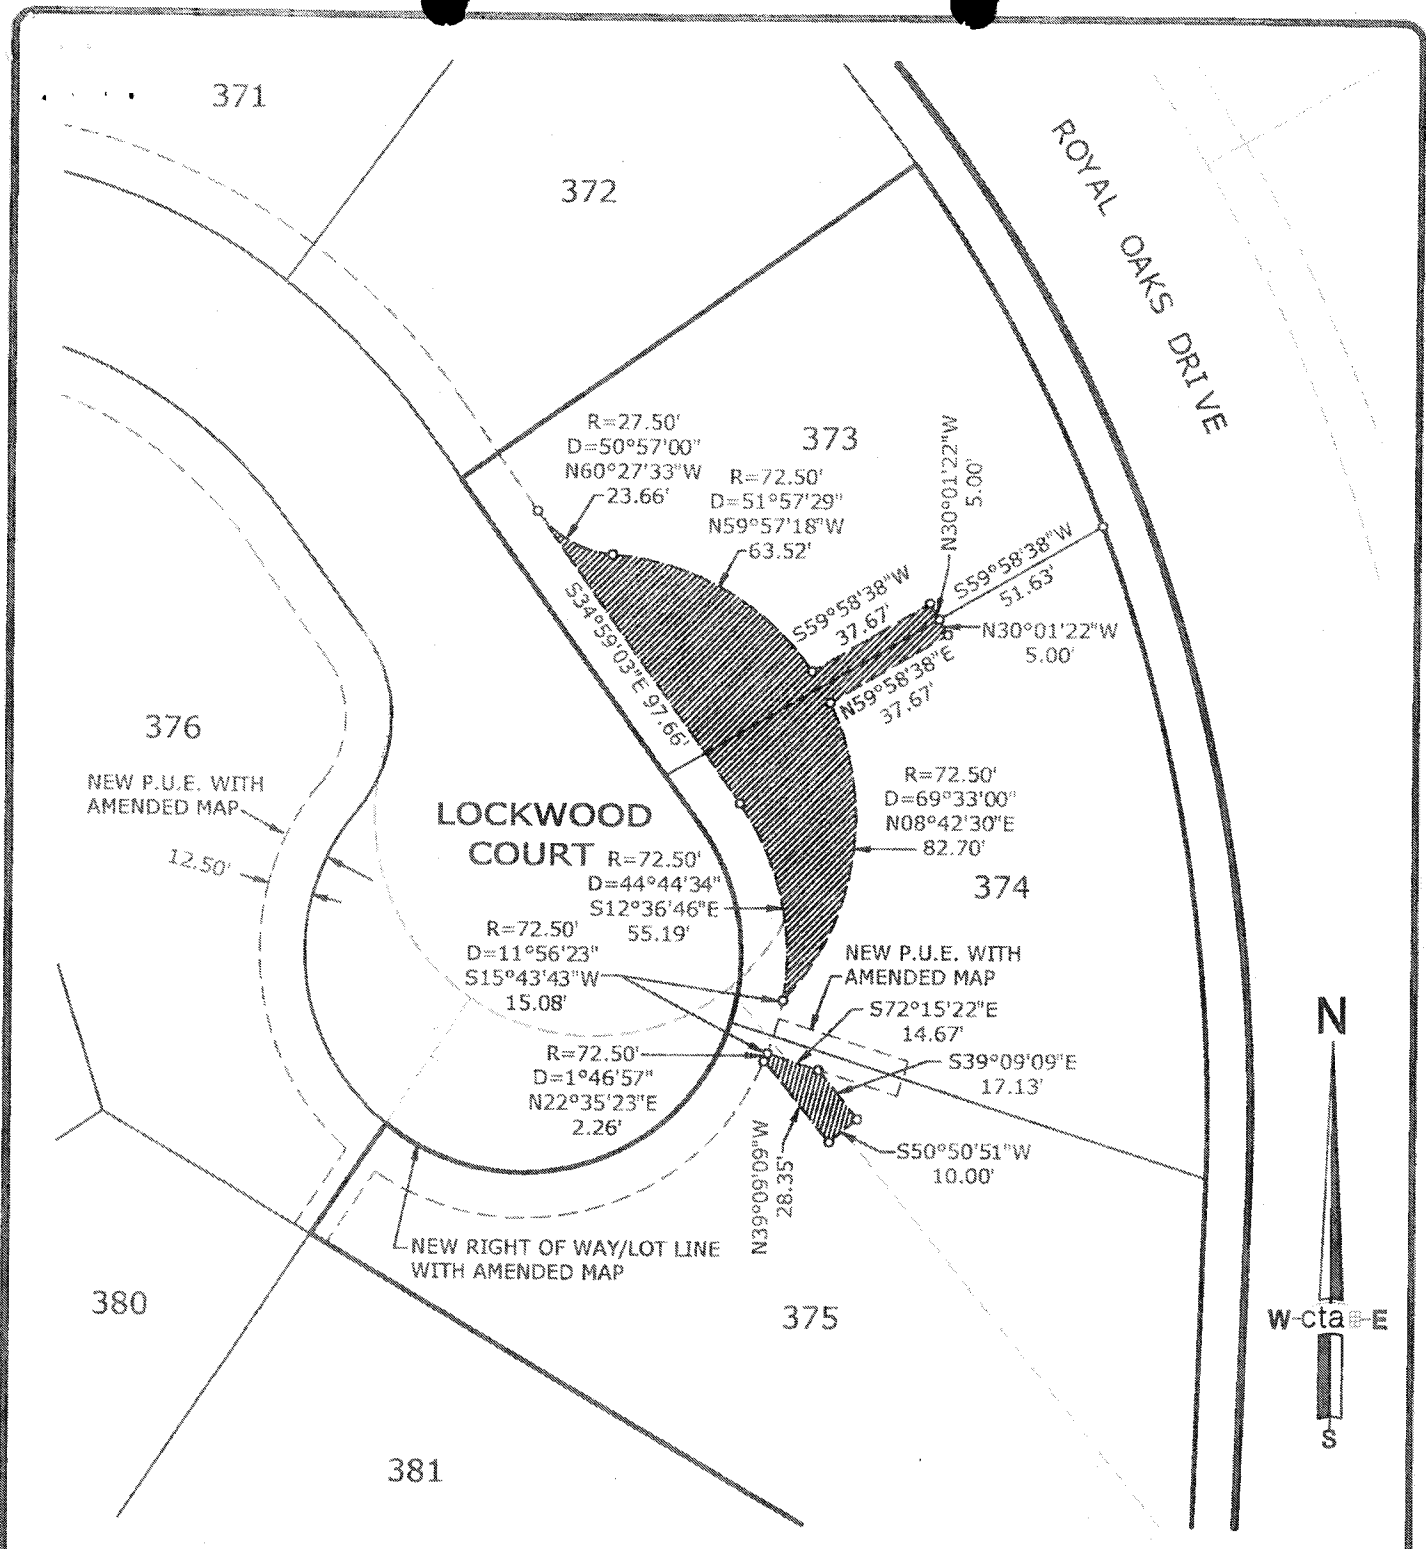 371
372
ROYAL OAKS DRIVE
R=27.50'
D=50°57'00"
N60°27'33"W
23.66'
373
R=72.50'
D=51°57'29"
N59°57'18"W
63.52'
N30°01'22"W
5.00'
S59°58'38"W
51.63'
S59°58'38"W
37.67'
N30°01'22"W
5.00'
N59°58'38"E
37.67'
S34°59'03"E 97.66'
376
NEW P.U.E. WITH
AMENDED MAP
12.50'
LOCKWOOD
COURT
R=72.50'
D=69°33'00"
N08°42'30"E
82.70'
R=72.50'
D=44°44'34"
S12°36'46"E
55.19'
374
R=72.50'
D=11°56'23"
S15°43'43"W
15.08'
NEW P.U.E. WITH
AMENDED MAP
S72°15'22"E
14.67'
R=72.50'
D=1°46'57"
N22°35'23"E
2.26'
S39°09'09"E
17.13'
S50°50'51"W
10.00'
N39°09'09"W
28.35'
NEW RIGHT OF WAY/LOT LINE
WITH AMENDED MAP
380
375
381
N
W cta E
S